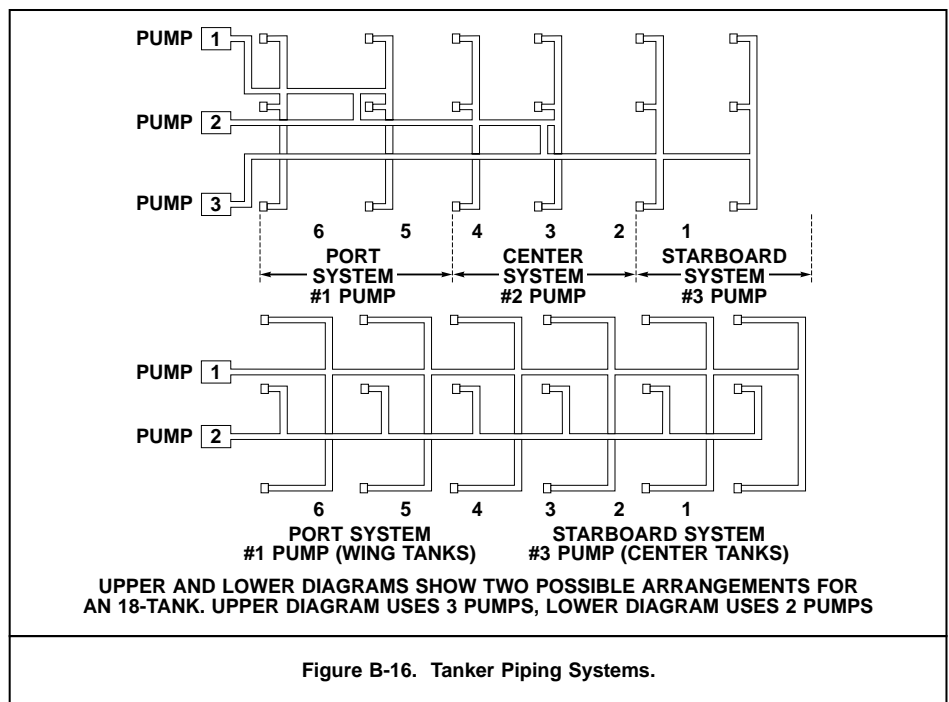 PUMP 1
PUMP 2
PUMP 3
6 5 4 3 2 1
PORT
SYSTEM
#1 PUMP
CENTER
SYSTEM
#2 PUMP
STARBOARD
SYSTEM
#3 PUMP
PUMP 1
PUMP 2
6 5 4 3 2 1
PORT SYSTEM
#1 PUMP (WING TANKS)
STARBOARD SYSTEM
#3 PUMP (CENTER TANKS)
UPPER AND LOWER DIAGRAMS SHOW TWO POSSIBLE ARRANGEMENTS FOR
AN 18-TANK. UPPER DIAGRAM USES 3 PUMPS, LOWER DIAGRAM USES 2 PUMPS
Figure B-16. Tanker Piping Systems.